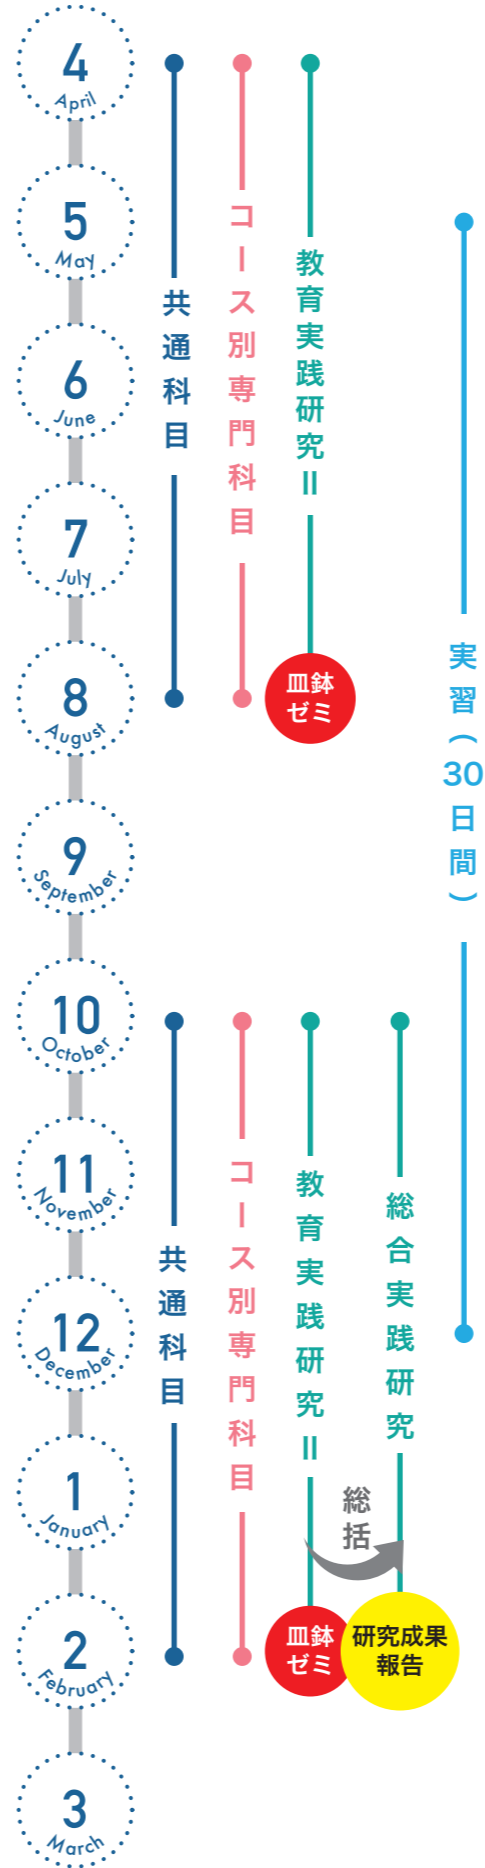 4
April
5
May
6
June
7
July
8
August
9
September
10
October
11
November
12
December
1
January
2
February
3
March
共通科目
コース別専門科目
教育実践研究Ⅱ
皿鉢
ゼミ
実習(30日間)
共通科目
コース別専門科目
教育実践研究Ⅱ
総合実践研究
総括
皿鉢
ゼミ
研究成果
報告